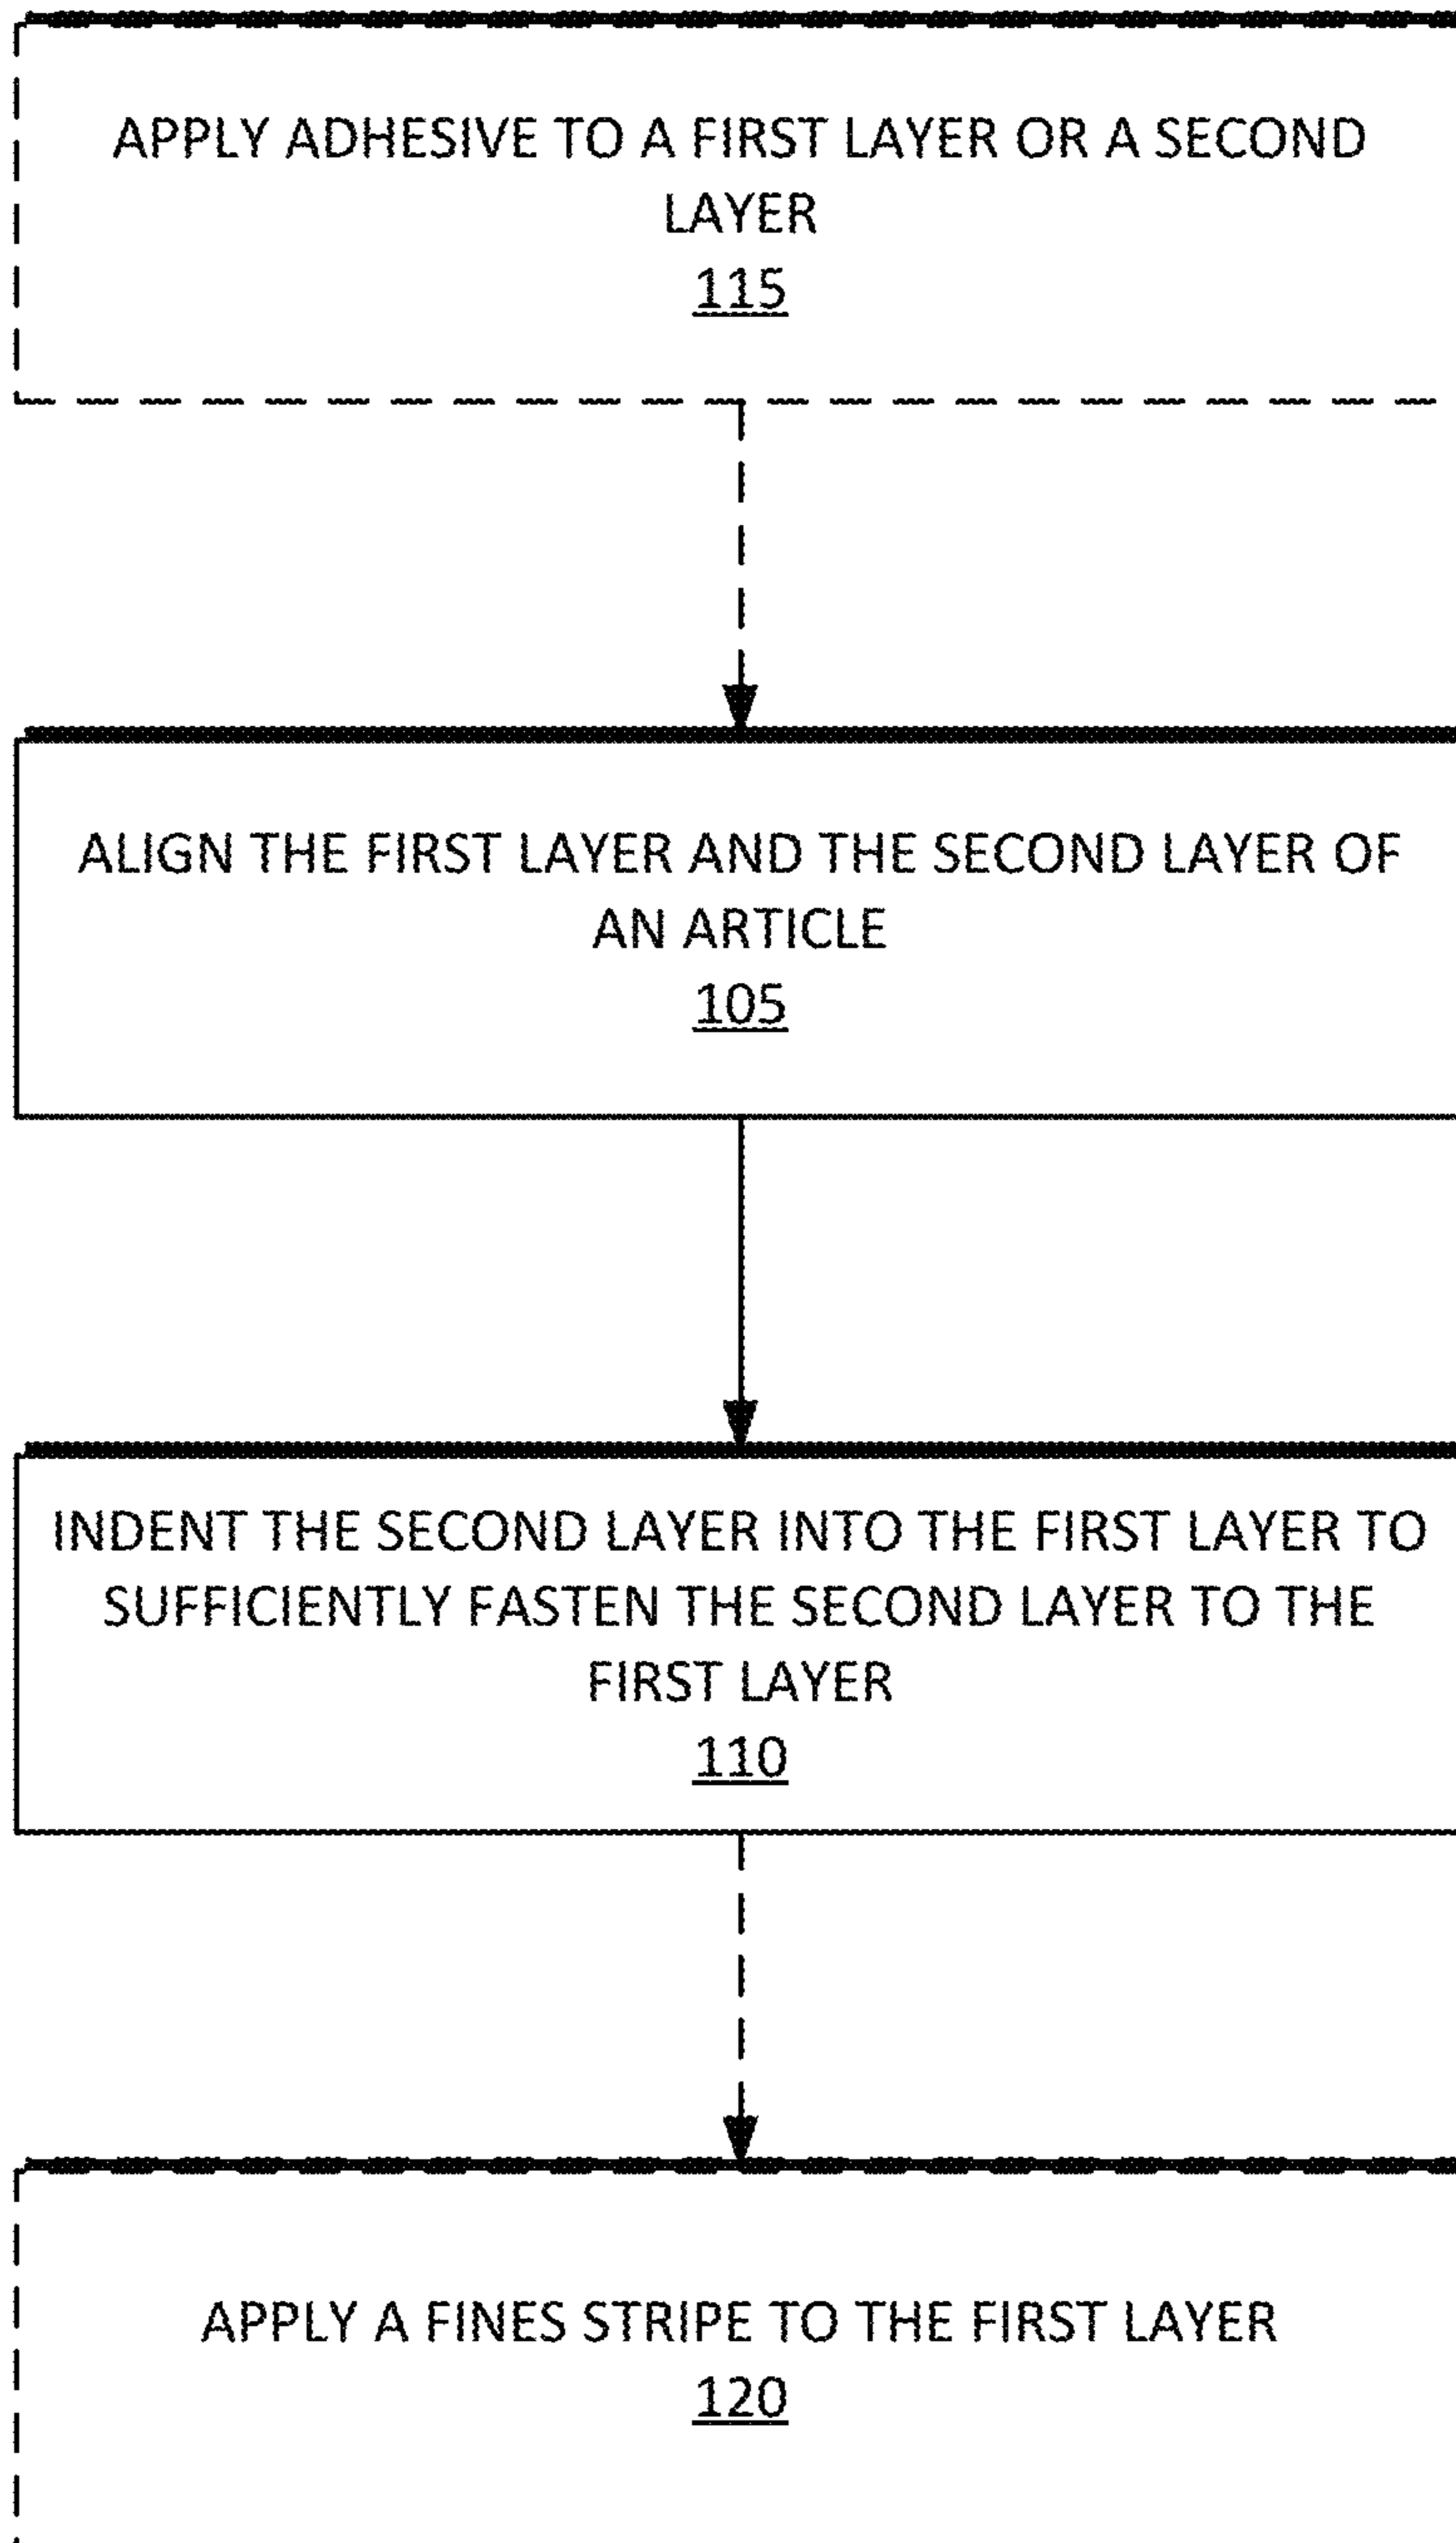 APPLY ADHESIVE TO A FIRST LAYER OR A SECOND
LAYER
115
ALIGN THE FIRST LAYER AND THE SECOND LAYER OF
AN ARTICLE
105
INDENT THE SECOND LAYER INTO THE FIRST LAYER TO
SUFFICIENTLY FASTEN THE SECOND LAYER TO THE
FIRST LAYER
110
APPLY A FINES STRIPE TO THE FIRST LAYER
120